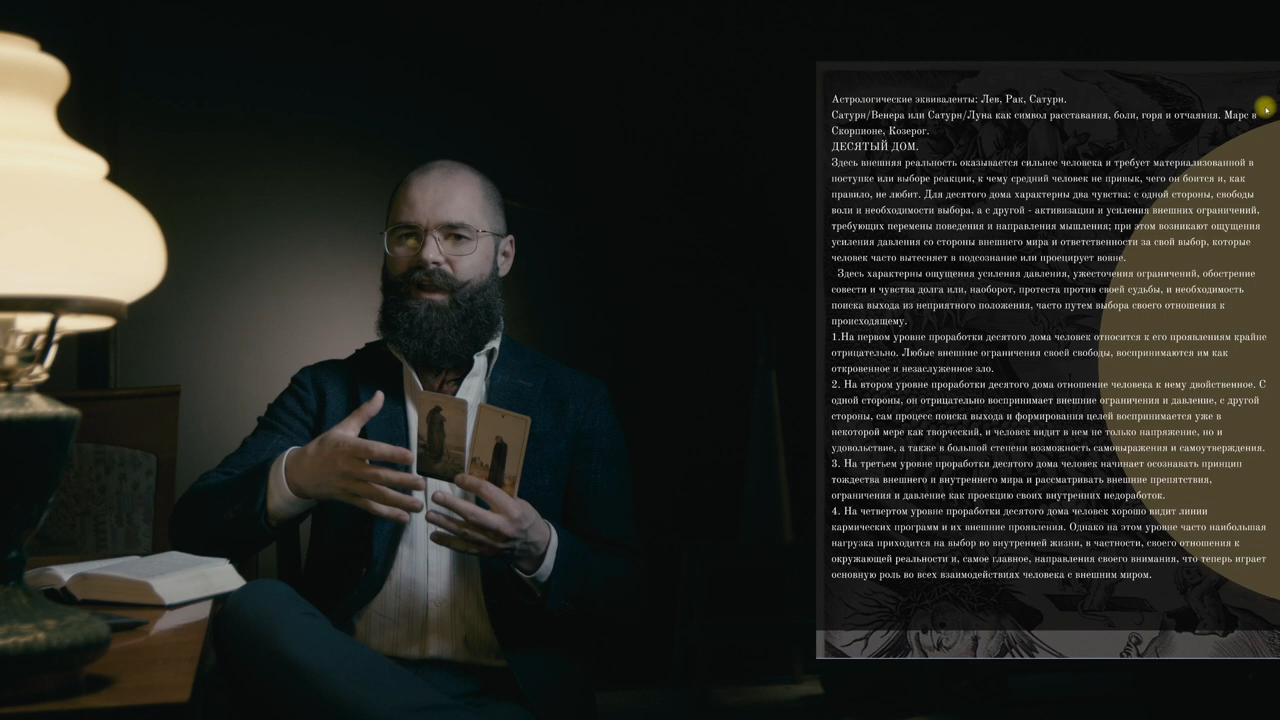 Астрологические эквиваленты: Лев, Рак, Сатурн.
Сатурн/Венера или Сатурн/Луна как символ расставания, боли, горя и отчаяния. Марс в
Скорпионе, Козерог.
ДЕСЯТЫЙ ДОМ.
Здесь внешняя реальность оказывается сильнее человека и требует материализованной в
поступке или выборе реакции, к чему средний человек не привык, чего он боится и, как
правило, не любит. Для десятого дома характерны два чувства: с одной стороны, свободы
воли и необходимости выбора, а с другой - активизации и усиления внешних ограничений,
требующих перемены поведения и направления мышления; при этом возникают ощущения
усиления давления со стороны внешнего мира и ответственности за свой выбор, которые
человек часто вытесняет в подсознание или проецирует вовне.
Здесь характерны ощущения усиления давления, ужесточения ограничений, обострение
совести и чувства долга или, наоборот, протеста против своей судьбы, и необходимость
поиска выхода из неприятного положения, часто путем выбора своего отношения к
происходящему.
1.На первом уровне проработки десятого дома человек относится к его проявлениям крайне
отрицательно. Любые внешние ограничения своей свободы, воспринимаются им как
откровенное и незаслуженное зло.
2. На втором уровне проработки десятого дома отношение человека к нему двойственное. С
одной стороны, он отрицательно воспринимает внешние ограничения и давление, с другой
стороны, сам процесс поиска выхода и формирования целей воспринимается уже в
некоторой мере как творческий, и человек видит в нем не только напряжение, но и
удовольствие, а также в большой степени возможность самовыражения и самоутверждения.
3. На третьем уровне проработки десятого дома человек начинает осознавать принцип
тождества внешнего и внутреннего мира и рассматривать внешние препятствия,
ограничения и давление как проекцию своих внутренних недоработок.
4. На четвертом уровне проработки десятого дома человек хорошо видит линии
кармических программ и их внешние проявления. Однако на этом уровне часто наибольшая
нагрузка приходится на выбор во внутренней жизни, в частности, своего отношения к
окружающей реальности и, самое главное, направления своего внимания, что теперь играет
основную роль во всех взаимодействиях человека с внешним миром.